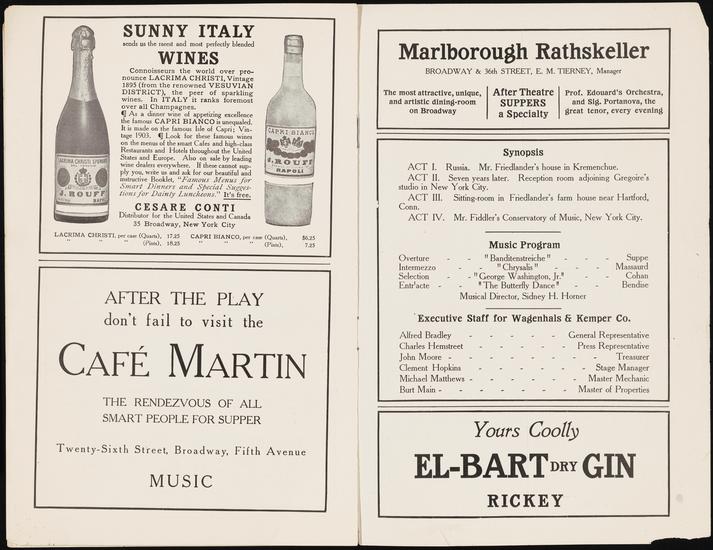 SUNNY ITALY
sends us the rarest and most perfectly blended
WINES
Connoisseurs the world over pro-
nounce LACRIMA CHRISTI, Vintage
1895 (from the renowned VESUVIAN
DISTRICT), the peer of sparkling
wines. In ITALY it ranks foremost
over all Champagnes.
¶ As a dinner wine of appetizing excellence
the famous CAPRI BIANCO is unequaled.
It is made on the famous Isle of Capri; Vin-
tage 1903. ¶ Look for these famous wines
on the menus of the smart Cafes and high-class
Restaurants and Hotels throughout the United
States and Europe. Also on sale by leading
wine dealers everywhere. If these cannot sup-
ply you, write us and ask for our beautiful and
instructive Booklet, "Famous Menus for
Smart Dinners and Special Sugges-
tions for Dainty Luncheons." It's free.
CESARE CONTI
Distributor for the United States and Canada
35 Broadway, New York City
LACRIMA CHRISTI, per case (Quarts), 17.25 CAPRI BIANCO, per case (Quarts), $6.25
" " " (Pints), 18.25 " " " (Pints), 7.25
LACRIMA CHRISTI SPUMANTE
J. ROUFF
NAPOLI
CAPRI BIANCO
J. ROUFF
NAPOLI
AFTER THE PLAY
don't fail to visit the
CAFÉ MARTIN
THE RENDEZVOUS OF ALL
SMART PEOPLE FOR SUPPER
Twenty-Sixth Street, Broadway, Fifth Avenue
MUSIC
Marlborough Rathskeller
BROADWAY & 36th STREET, E. M. TIERNEY, Manager
The most attractive, unique,
and artistic dining-room
on Broadway
After Theatre
SUPPERS
a Specialty
Prof. Edouard's Orchestra,
and Sig. Portanova, the
great tenor, every evening
Synopsis
ACT I. Russia. Mr. Friedlander's house in Kremenchue.
ACT II. Seven years later. Reception room adjoining Gregoire's
studio in New York City.
ACT III. Sitting-room in Friedlander's farm house near Hartford,
Conn.
ACT IV. Mr. Fiddler's Conservatory of Music, New York City.
Music Program
Overture - - "Banditenstreiche" - - - Suppe
Intermezzo - - "Chrysalis" - - - Massaurd
Selection - - "George Washington, Jr." - - Cohan
Entr'acte - - "The Butterfly Dance" - - Bendise
Musical Director, Sidney H. Horner
Executive Staff for Wagenhals & Kemper Co.
Alfred Bradley - - - - - General Representative
Charles Hemstreet - - - - - Press Representative
John Moore - - - - - - - Treasurer
Clement Hopkins - - - - - Stage Manager
Michael Matthews - - - - - Master Mechanic
Burt Main - - - - - - Master of Properties
Yours Coolly
EL-BART DRY GIN
RICKEY